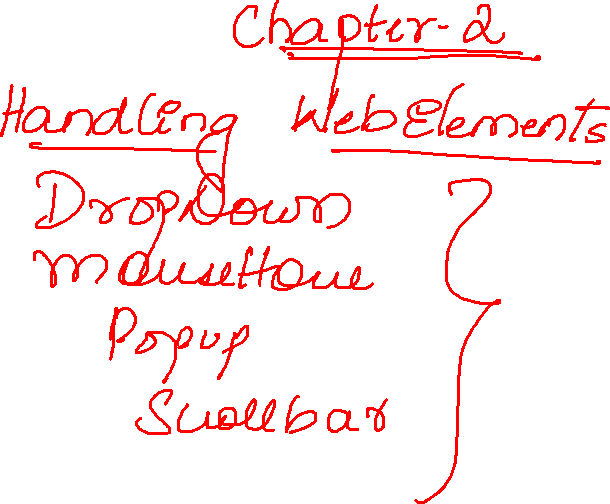 Chapter-2
Handling WebElements
DropDown
MouseHove
Popup
Scrollbar